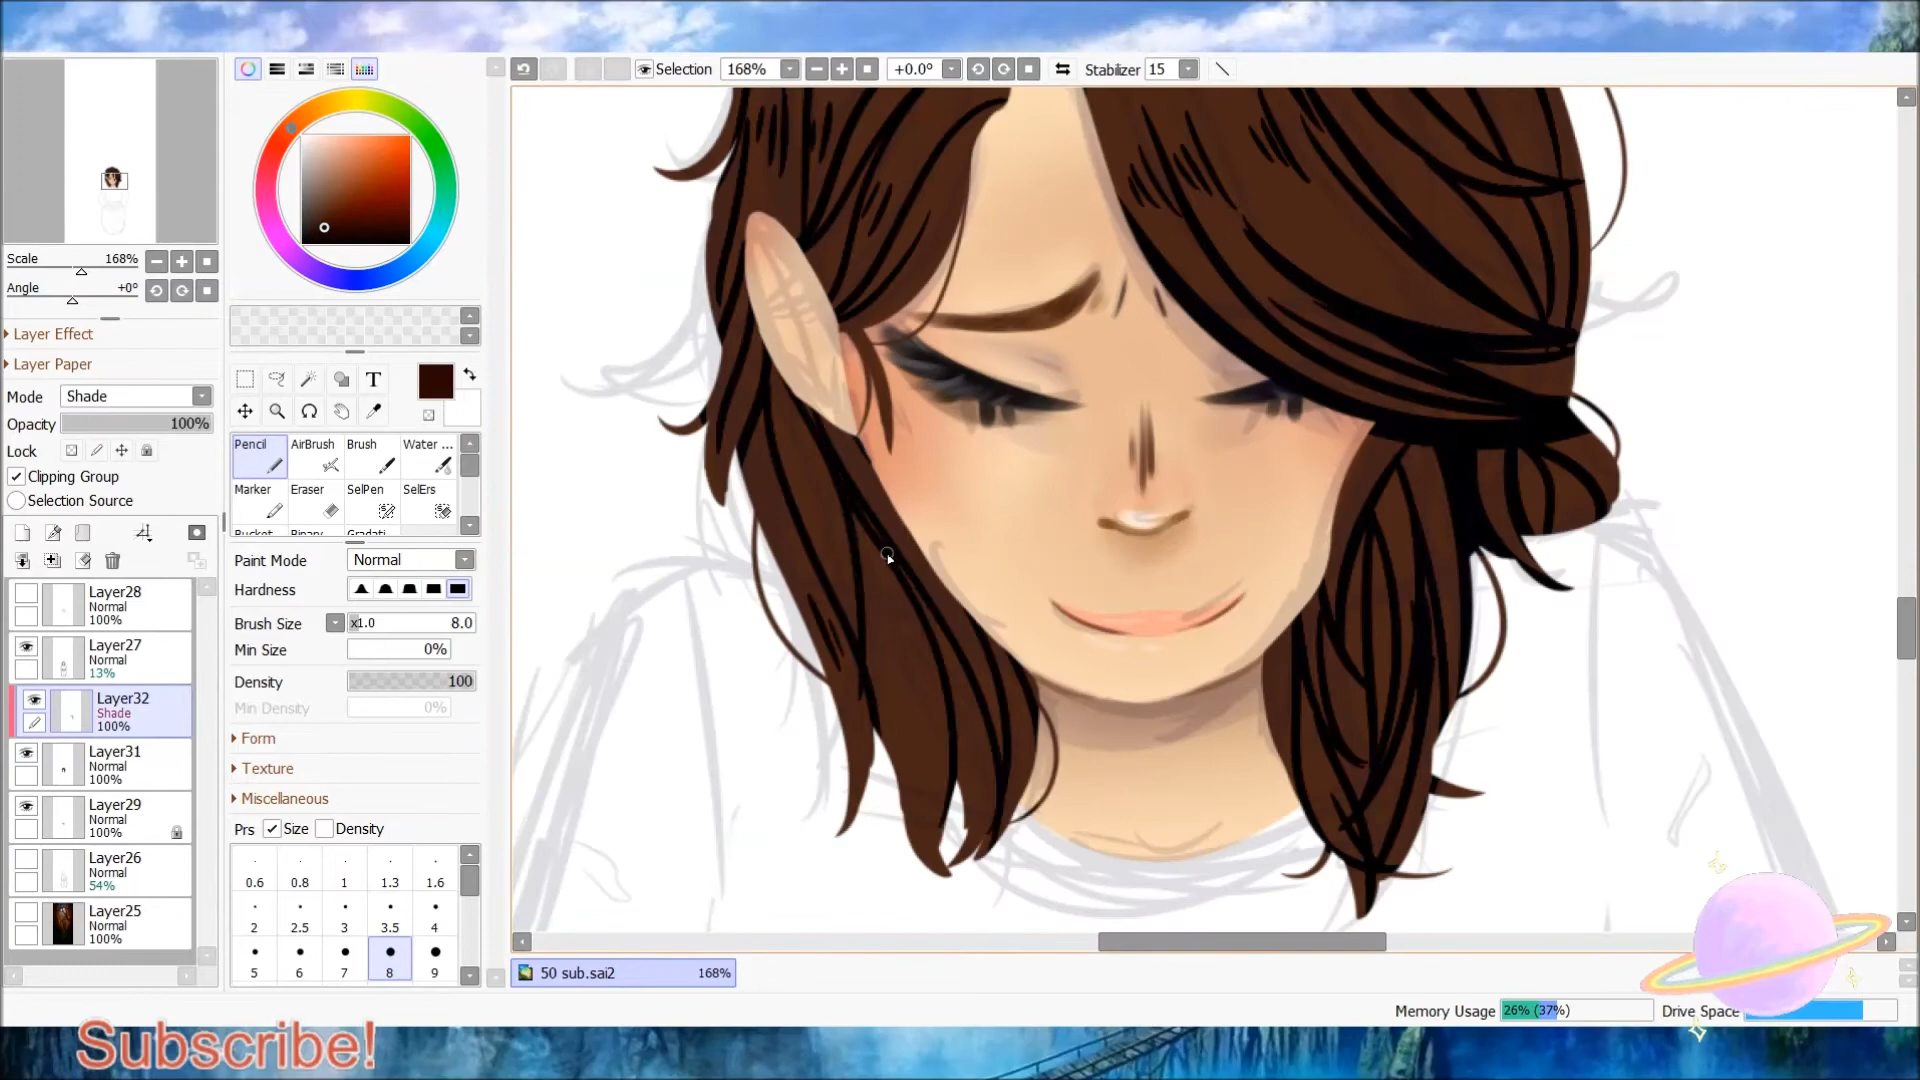 Selection
168%
+0.0°
Stabilizer 15
Scale 168%
Angle +0°
Layer Effect
Layer Paper
Mode Shade
Opacity 100%
Lock
Clipping Group
Selection Source
Layer28
Normal
100%
Layer27
Normal
13%
Layer32
Shade
100%
Layer31
Normal
100%
Layer29
Normal
100%
Layer26
Normal
54%
Layer25
Normal
100%
T
Pencil AirBrush Brush Water ...
Marker Eraser SelPen SelErs
Bucket Binary Gradati
Paint Mode Normal
Hardness
Brush Size x1.0 8.0
Min Size 0%
Density 100
Min Density 0%
Form
Texture
Miscellaneous
Prs Size Density
0.6 0.8 1 1.3 1.6
2 2.5 3 3.5 4
5 6 7 8 9
50 sub.sai2 168%
Memory Usage 26% (37%) Drive Space
Subscribe!